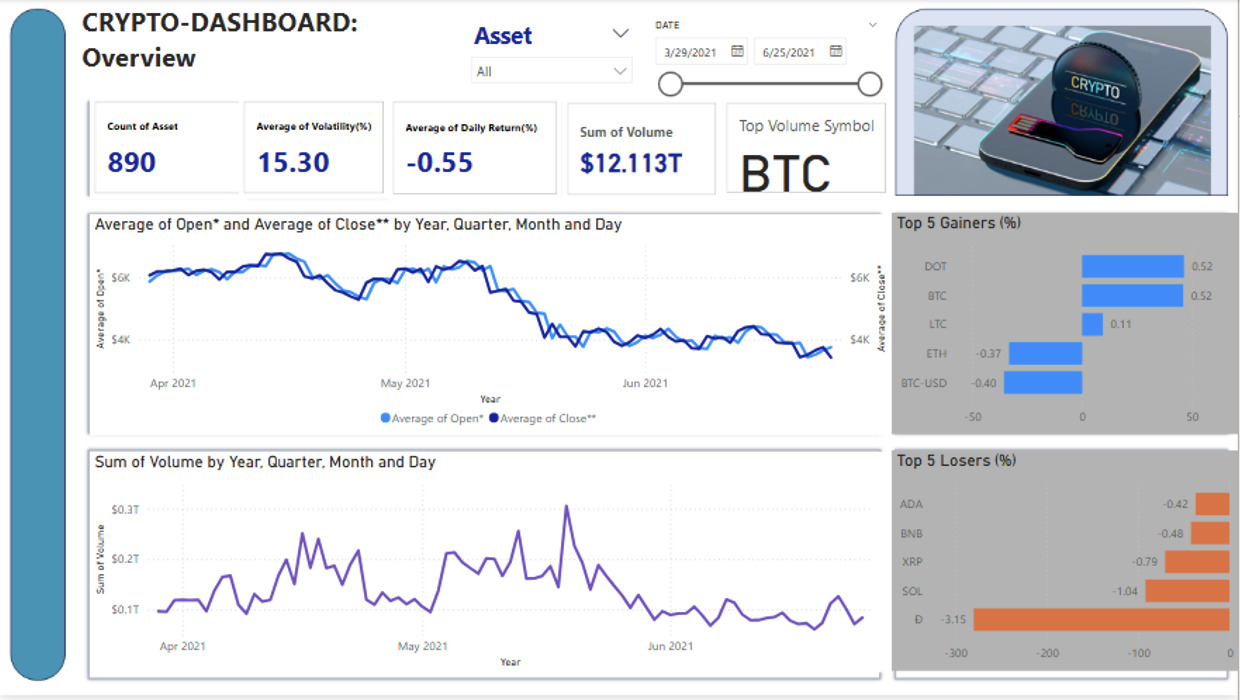 CRYPTO-DASHBOARD:
Overview
Asset
All
DATE
3/29/2021
6/25/2021
CRYPTO
CRYPTO
Count of Asset
890
Average of Volatility(%)
15.30
Average of Daily Return(%)
-0.55
Sum of Volume
$12.113T
Top Volume Symbol
BTC
Average of Open* and Average of Close** by Year, Quarter, Month and Day
Average of Open*
$6K
$4K
$6K
$4K
Average of Close**
Apr 2021
May 2021
Jun 2021
Year
Average of Open*
Average of Close**
Top 5 Gainers (%)
DOT
0.52
BTC
0.52
LTC
0.11
ETH
-0.37
BTC-USD
-0.40
-50
0
50
Sum of Volume by Year, Quarter, Month and Day
Sum of Volume
$0.3T
$0.2T
$0.1T
Apr 2021
May 2021
Jun 2021
Year
Top 5 Losers (%)
ADA
-0.42
BNB
-0.48
XRP
-0.79
SOL
-1.04
Ð
-3.15
-300
-200
-100
0